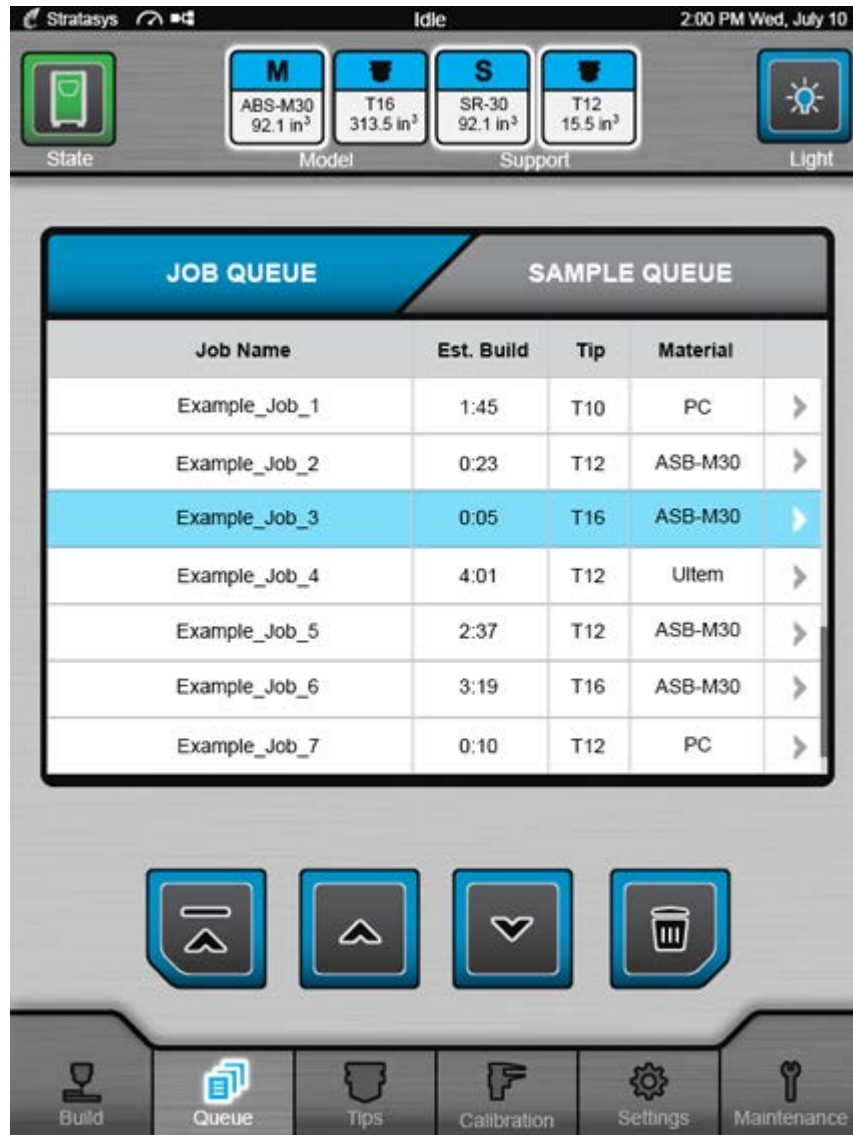 Stratasys Idle 2:00 PM Wed, July 10
M S
ABS-M30 T16 SR-30 T12
92.1 in³ 313.5 in³ 92.1 in³ 15.5 in³
State Model Support Light
JOB QUEUE SAMPLE QUEUE
Job Name Est. Build Tip Material
Example_Job_1 1:45 T10 PC
Example_Job_2 0:23 T12 ASB-M30
Example_Job_3 0:05 T16 ASB-M30
Example_Job_4 4:01 T12 Ultem
Example_Job_5 2:37 T12 ASB-M30
Example_Job_6 3:19 T16 ASB-M30
Example_Job_7 0:10 T12 PC
Build Queue Tips Calibration Settings Maintenance